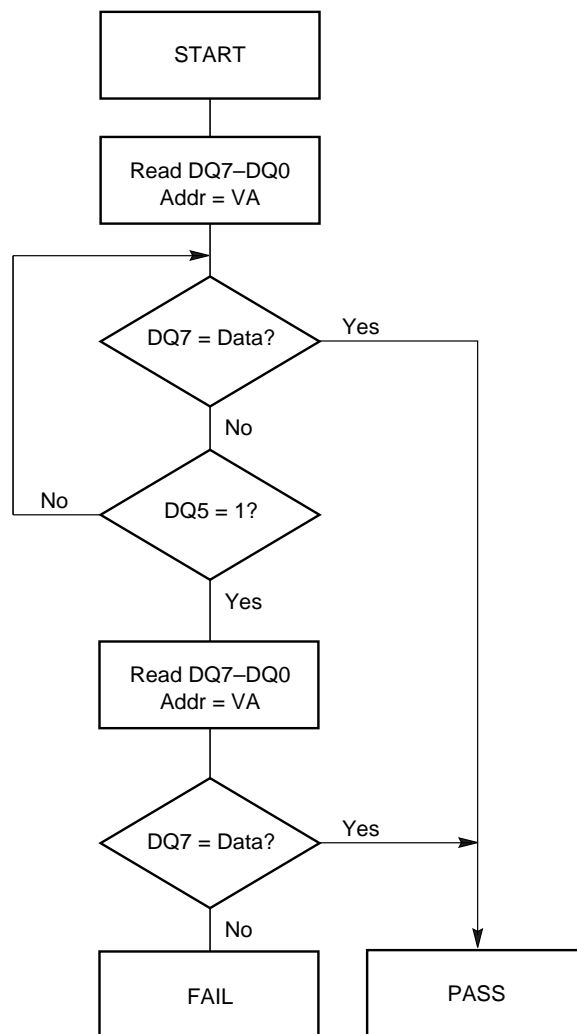 START
Read DQ7–DQ0
Addr = VA
DQ7 = Data?
Yes
No
No
DQ5 = 1?
Yes
Read DQ7–DQ0
Addr = VA
DQ7 = Data?
Yes
No
FAIL
PASS